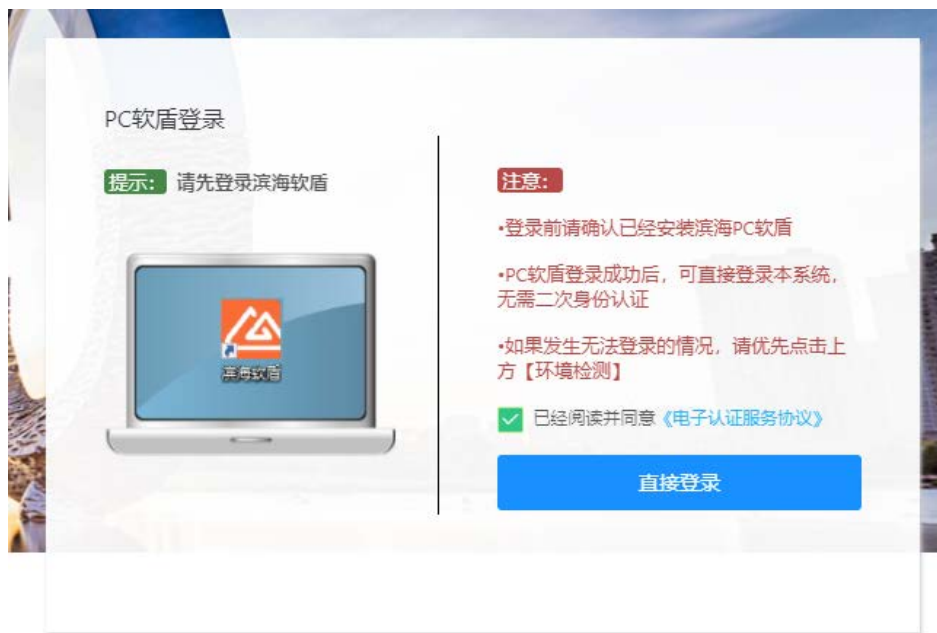 PC软盾登录
提示： 请先登录滨海软盾
滨海软盾
注意：
•登录前请确认已经安装滨海PC软盾
•PC软盾登录成功后，可直接登录本系统，
无需二次身份认证
•如果发生无法登录的情况，请优先点击上
方【环境检测】
已经阅读并同意《电子认证服务协议》
直接登录